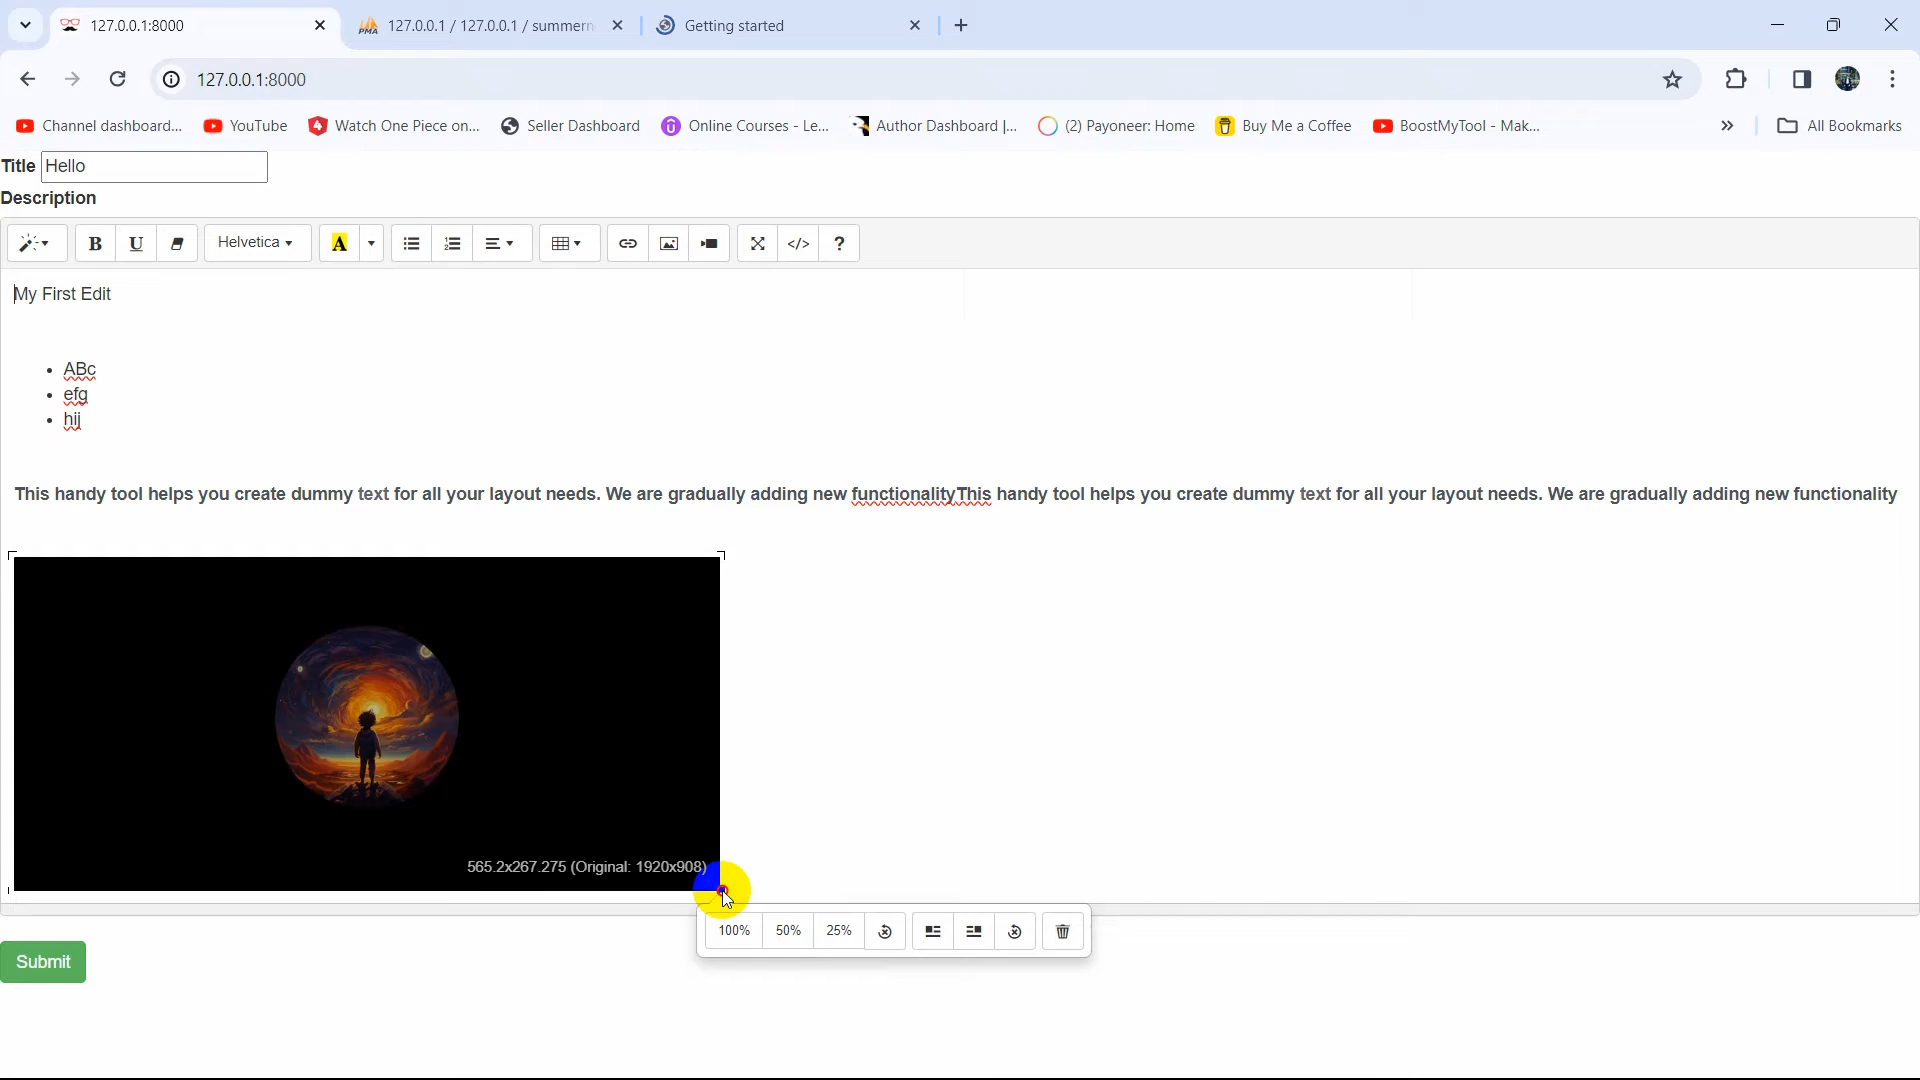 127.0.0.1:8000
PMA 127.0.0.1 / 127.0.0.1 / summern
Getting started
127.0.0.1:8000
Channel dashboard...
YouTube
Watch One Piece on...
Seller Dashboard
Online Courses - Le...
Author Dashboard |...
(2) Payoneer: Home
Buy Me a Coffee
BoostMyTool - Mak...
All Bookmarks
Title Hello
Description
B U Helvetica A </> ?
My First Edit
• ABc
• efg
• hij
This handy tool helps you create dummy text for all your layout needs. We are gradually adding new functionalityThis handy tool helps you create dummy text for all your layout needs. We are gradually adding new functionality
565.2x267.275 (Original: 1920x908)
100% 50% 25%
Submit